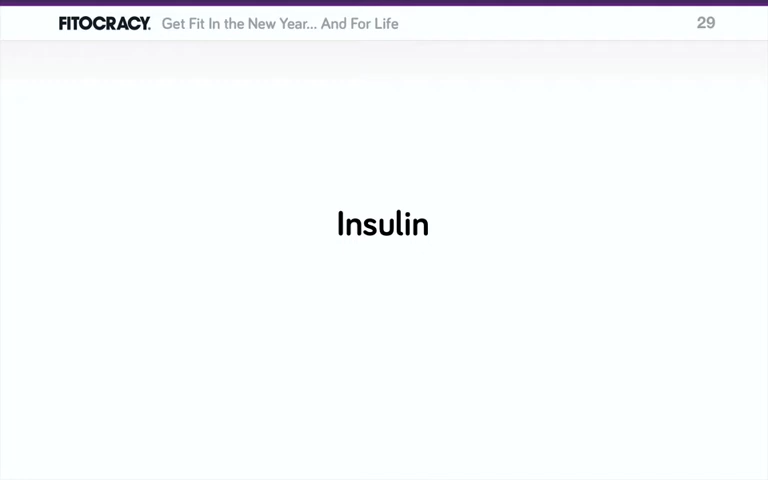 FITOCRACY. Get Fit In the New Year... And For Life 29
Insulin